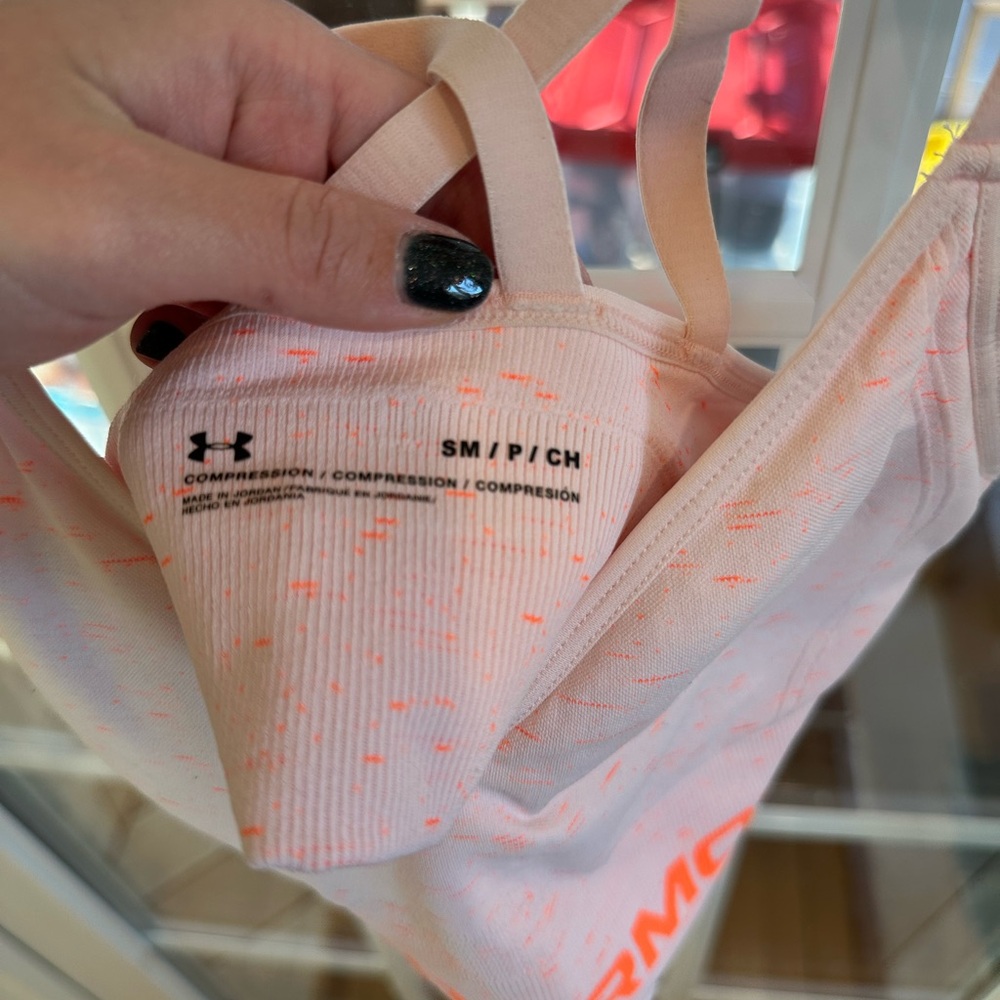 SM / P / CH
COMPRESSION / COMPRESSION / COMPRESIÓN
MADE IN JORDAN / FABRIQUÉ EN JORDANIE/
HECHO EN JORDANIA
RMO